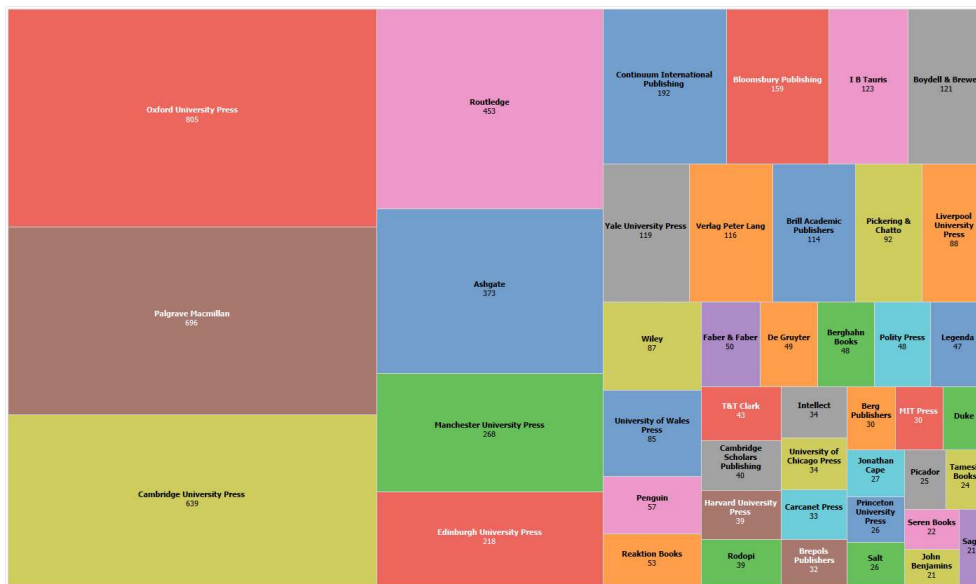 Oxford University Press
805
Palgrave Macmillan
696
Cambridge University Press
639
Routledge
453
Ashgate
373
Manchester University Press
268
Edinburgh University Press
218
Continuum International
Publishing
192
Bloomsbury Publishing
159
I B Tauris
123
Boydell & Brewe
121
Yale University Press
119
Verlag Peter Lang
116
Brill Academic
Publishers
114
Pickering &
Chatto
92
Liverpool
University
Press
88
Wiley
87
University of Wales
Press
85
Penguin
57
Reaktion Books
53
Faber & Faber
50
De Gruyter
49
Berghahn
Books
48
Polity Press
48
Legenda
47
T&T Clark
43
Cambridge
Scholars
Publishing
40
Harvard University
Press
39
Rodopi
39
Intellect
34
University of
Chicago Press
34
Carcanet Press
33
Brepols
Publishers
32
Berg
Publishers
30
MIT Press
30
Duke
Jonathan
Cape
27
Princeton
University
Press
26
Salt
26
Picador
25
Tamesi
Books
24
Seren Books
22
John
Benjamins
21
Sag
21